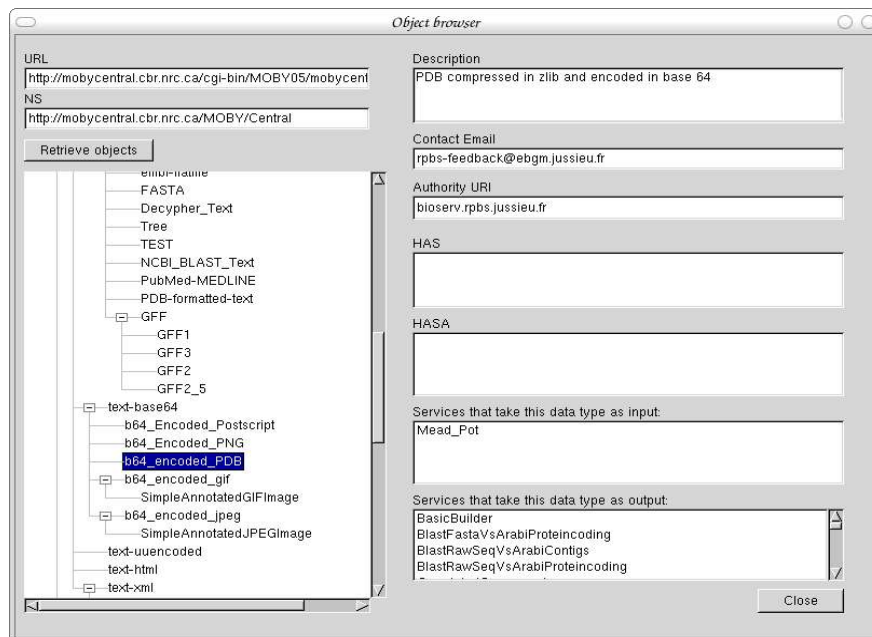 Object browser
URL
http://mobycentral.cbr.nrc.ca/cgi-bin/MOBY05/mobycent
NS
http://mobycentral.cbr.nrc.ca/MOBY/Central
Retrieve objects
FASTA
Decypher_Text
Tree
TEST
NCBI_BLAST_Text
PubMed-MEDLINE
PDB-formatted-text
GFF
GFF1
GFF3
GFF2
GFF2_5
text-base64
b64_Encoded_Postscript
b64_Encoded_PNG
b64_encoded_PDB
b64_encoded_gif
SimpleAnnotatedGIFImage
b64_encoded_jpeg
SimpleAnnotatedJPEGImage
text-uuencoded
text-html
text-xml
Description
PDB compressed in zlib and encoded in base 64
Contact Email
rpbs-feedback@ebgm.jussieu.fr
Authority URI
bioserv.rpbs.jussieu.fr
HAS
HASA
Services that take this data type as input:
Mead_Pot
Services that take this data type as output:
BasicBuilder
BlastFastaVsArabiProteincoding
BlastRawSeqVsArabiContigs
BlastRawSeqVsArabiProteincoding
Close